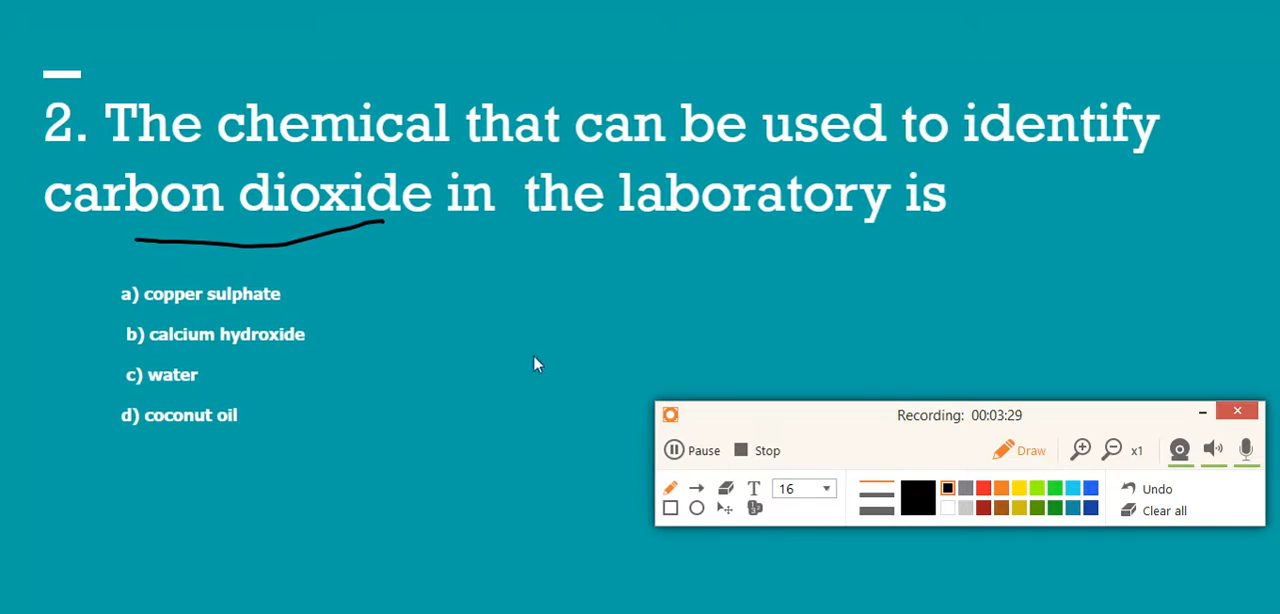 2. The chemical that can be used to identify
carbon dioxide in the laboratory is
a) copper sulphate
b) calcium hydroxide
c) water
d) coconut oil
Recording: 00:03:29
Pause Stop Draw x1
T 16 Undo
Clear all